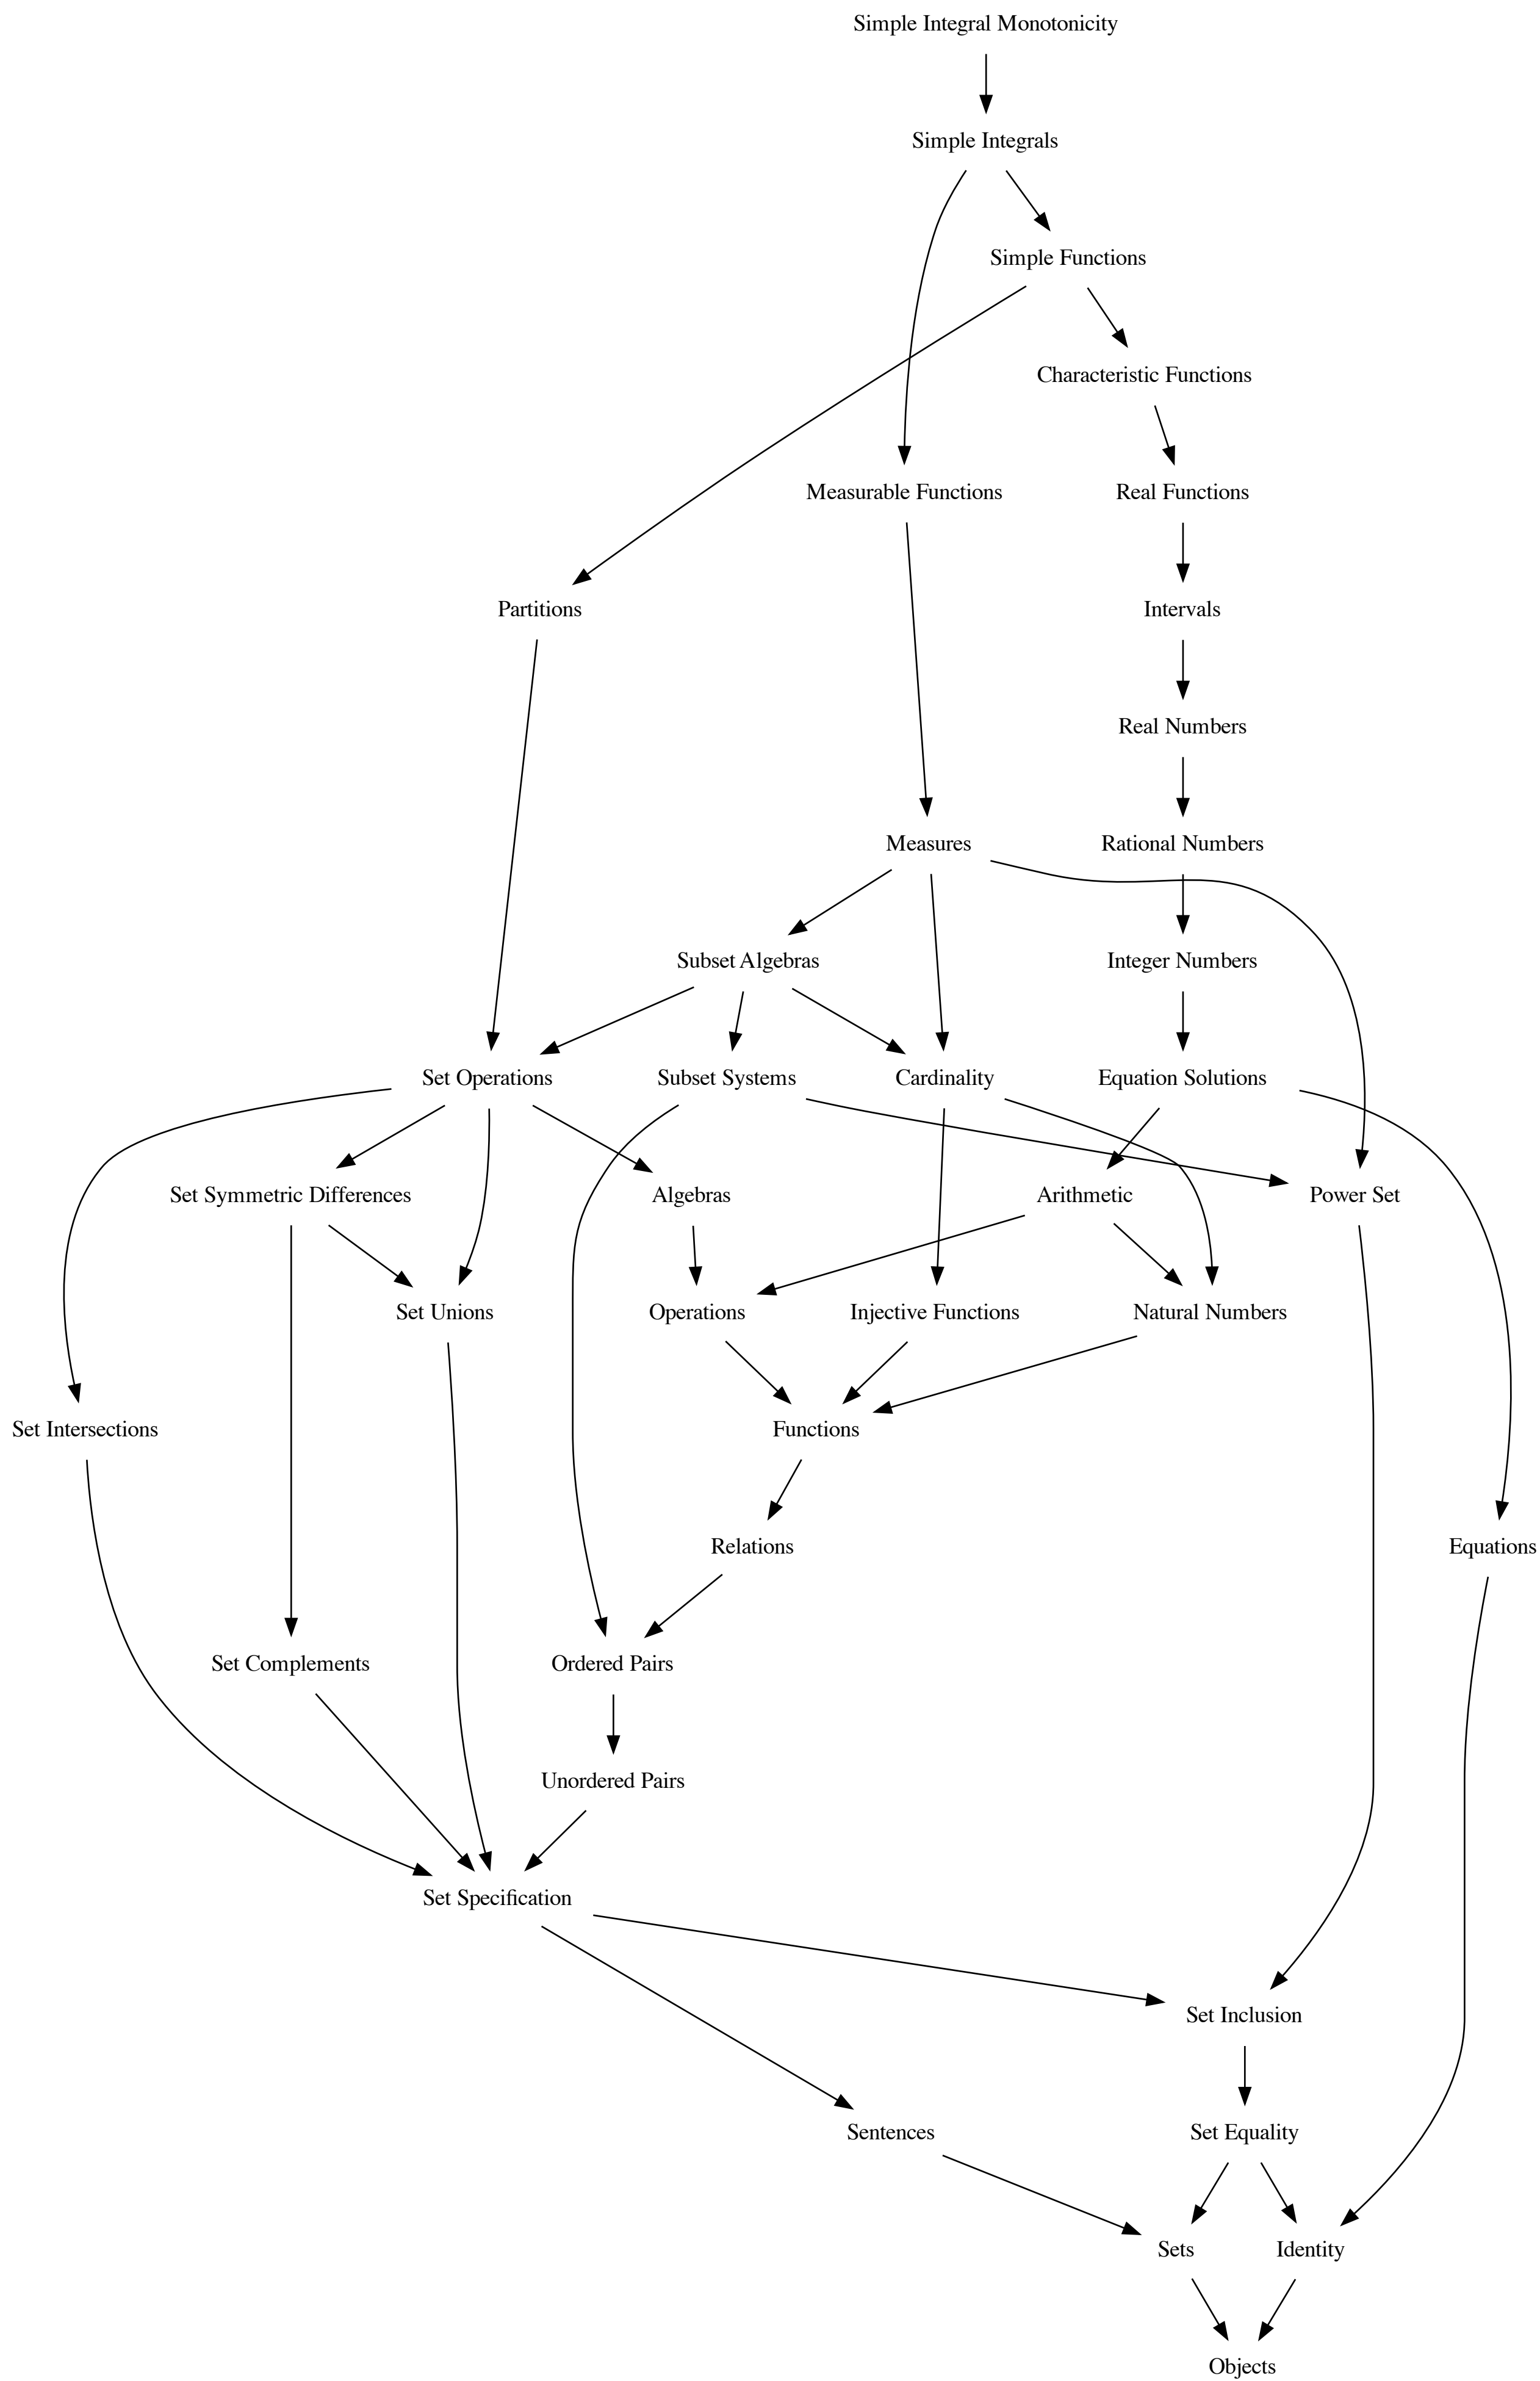 Simple Integral Monotonicity
Simple Integrals
Simple Functions
Characteristic Functions
Measurable Functions
Real Functions
Partitions
Intervals
Real Numbers
Measures
Rational Numbers
Subset Algebras
Integer Numbers
Set Operations
Subset Systems
Cardinality
Equation Solutions
Set Symmetric Differences
Algebras
Arithmetic
Power Set
Set Unions
Operations
Injective Functions
Natural Numbers
Set Intersections
Functions
Relations
Equations
Set Complements
Ordered Pairs
Unordered Pairs
Set Specification
Set Inclusion
Sentences
Set Equality
Sets
Identity
Objects